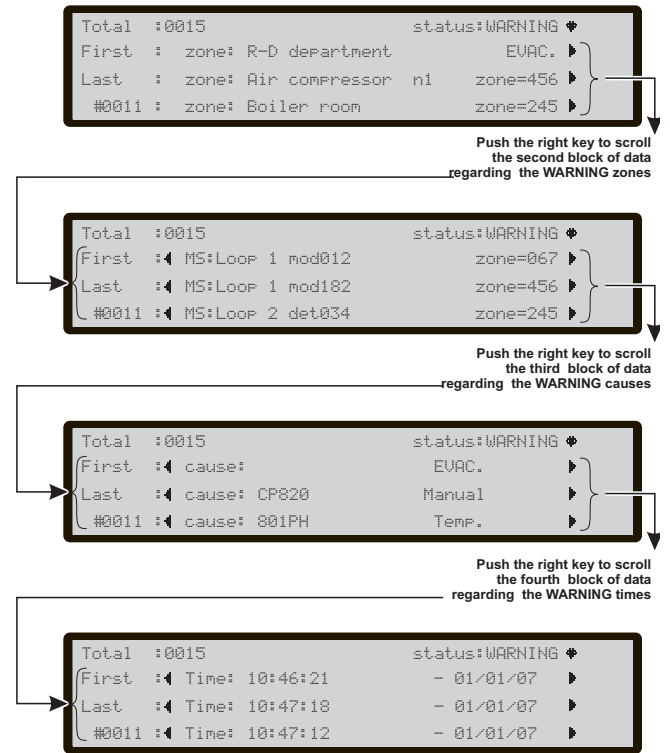 Total :0015 status:WARNING
First : zone: R-D department EVAC.
Last : zone: Air compressor n1 zone=456
#0011 : zone: Boiler room zone=245
Push the right key to scroll
the second block of data
regarding the WARNING zones
Total :0015 status:WARNING
First : MS:Loop 1 mod012 zone=067
Last : MS:Loop 1 mod182 zone=456
#0011 : MS:Loop 2 det034 zone=245
Push the right key to scroll
the third block of data
regarding the WARNING causes
Total :0015 status:WARNING
First : cause: EVAC.
Last : cause: CP820 Manual
#0011 : cause: 801PH Temp.
Push the right key to scroll
the fourth block of data
regarding the WARNING times
Total :0015 status:WARNING
First : Time: 10:46:21 - 01/01/07
Last : Time: 10:47:18 - 01/01/07
#0011 : Time: 10:47:12 - 01/01/07